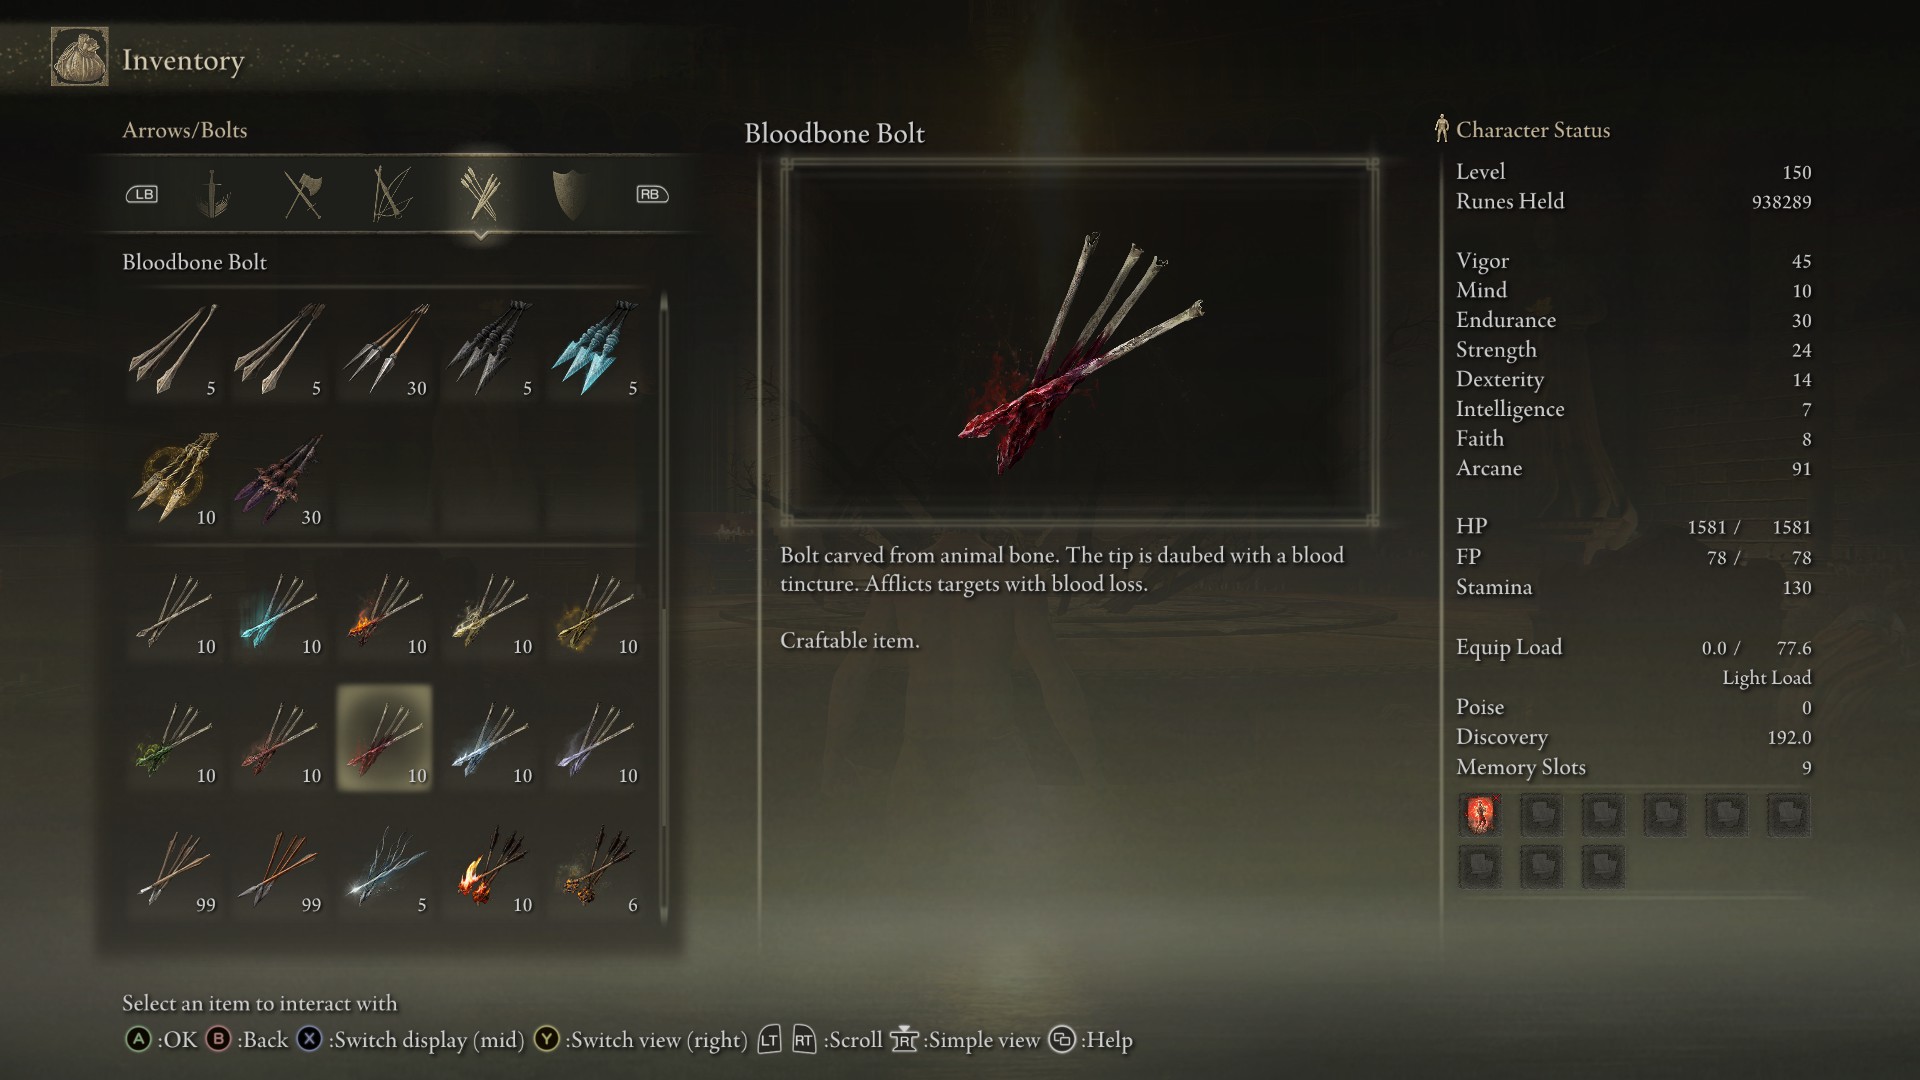 Inventory
Arrows/Bolts
LB
RB
Bloodbone Bolt
5
5
30
5
5
10
30
10
10
10
10
10
10
10
10
10
10
99
99
5
10
6
Bloodbone Bolt
Bolt carved from animal bone. The tip is daubed with a blood
tincture. Afflicts targets with blood loss.
Craftable item.
Character Status
Level 150
Runes Held 938289
Vigor 45
Mind 10
Endurance 30
Strength 24
Dexterity 14
Intelligence 7
Faith 8
Arcane 91
HP 1581 / 1581
FP 78 / 78
Stamina 130
Equip Load 0.0 / 77.6
Light Load
Poise 0
Discovery 192.0
Memory Slots 9
Select an item to interact with
A :OK B :Back X :Switch display (mid) Y :Switch view (right) LT RT :Scroll R :Simple view :Help